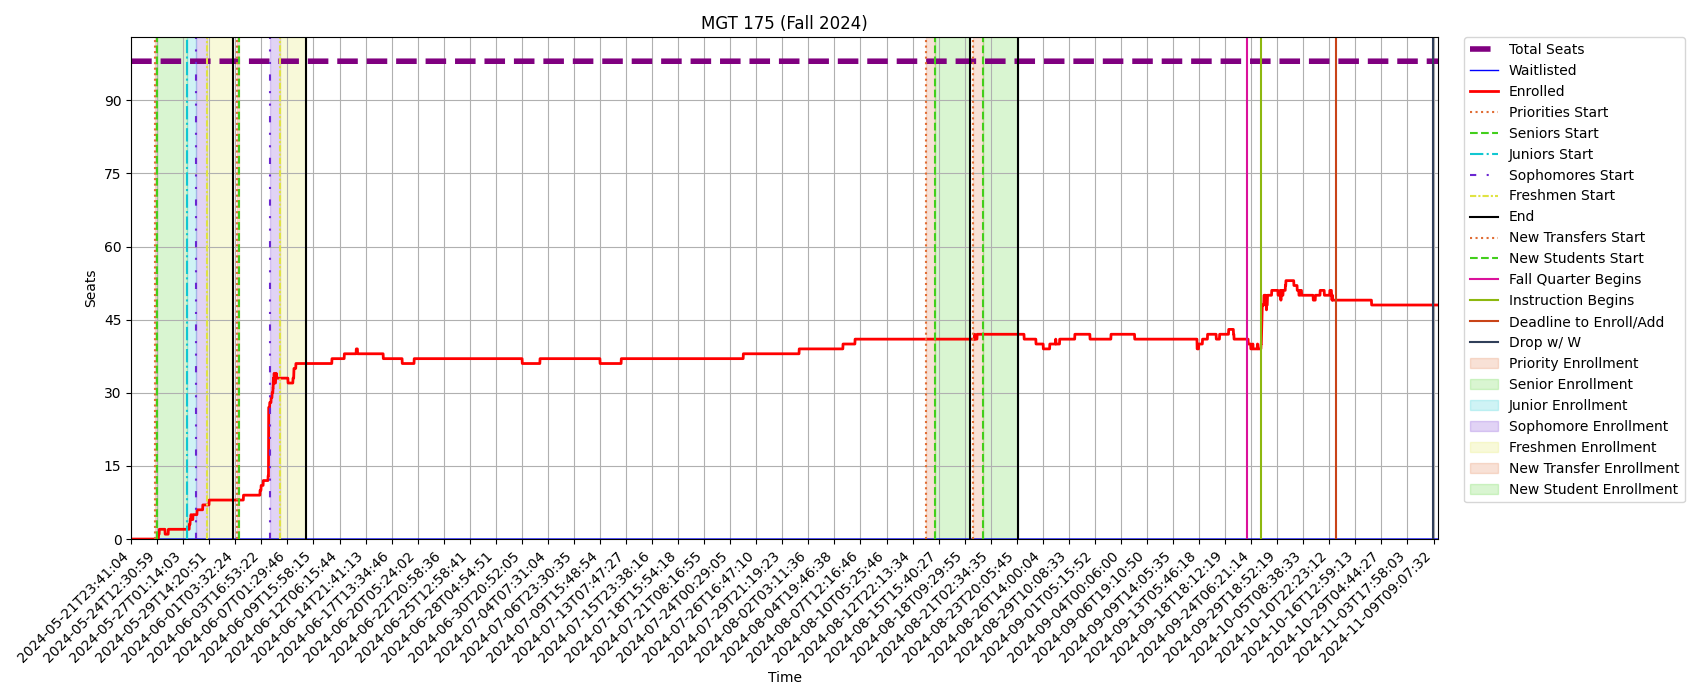 MGT 175 (Fall 2024)
Seats
90
75
60
45
30
15
0
2024-05-21T23:41:04
2024-05-24T12:30:59
2024-05-27T01:14:03
2024-05-29T14:20:51
2024-06-01T03:32:24
2024-06-03T16:53:22
2024-06-07T01:29:46
2024-06-09T11:58:15
2024-06-12T06:15:44
2024-06-14T21:41:13
2024-06-17T13:34:46
2024-06-20T05:24:02
2024-06-22T20:58:36
2024-06-25T12:58:41
2024-06-28T04:54:51
2024-06-30T20:52:05
2024-07-04T07:31:04
2024-07-06T23:30:35
2024-07-09T15:48:54
2024-07-13T07:47:27
2024-07-15T23:38:16
2024-07-18T15:54:18
2024-07-21T08:16:55
2024-07-24T00:29:05
2024-07-26T16:47:10
2024-07-29T21:19:23
2024-08-02T03:11:36
2024-08-04T19:46:38
2024-08-07T12:16:46
2024-08-10T05:25:46
2024-08-12T22:13:34
2024-08-15T15:40:27
2024-08-18T09:29:55
2024-08-21T02:34:35
2024-08-23T20:05:45
2024-08-26T14:00:04
2024-08-29T10:08:33
2024-09-01T05:15:52
2024-09-04T00:06:00
2024-09-06T19:10:50
2024-09-09T14:05:35
2024-09-13T05:46:18
2024-09-18T18:12:19
2024-09-24T06:21:14
2024-09-29T18:52:19
2024-10-05T08:38:33
2024-10-10T22:23:12
2024-10-16T12:59:13
2024-10-29T04:44:27
2024-11-03T17:58:03
2024-11-09T09:07:32
Time
Total Seats
Waitlisted
Enrolled
Priorities Start
Seniors Start
Juniors Start
Sophomores Start
Freshmen Start
End
New Transfers Start
New Students Start
Fall Quarter Begins
Instruction Begins
Deadline to Enroll/Add
Drop w/ W
Priority Enrollment
Senior Enrollment
Junior Enrollment
Sophomore Enrollment
Freshmen Enrollment
New Transfer Enrollment
New Student Enrollment